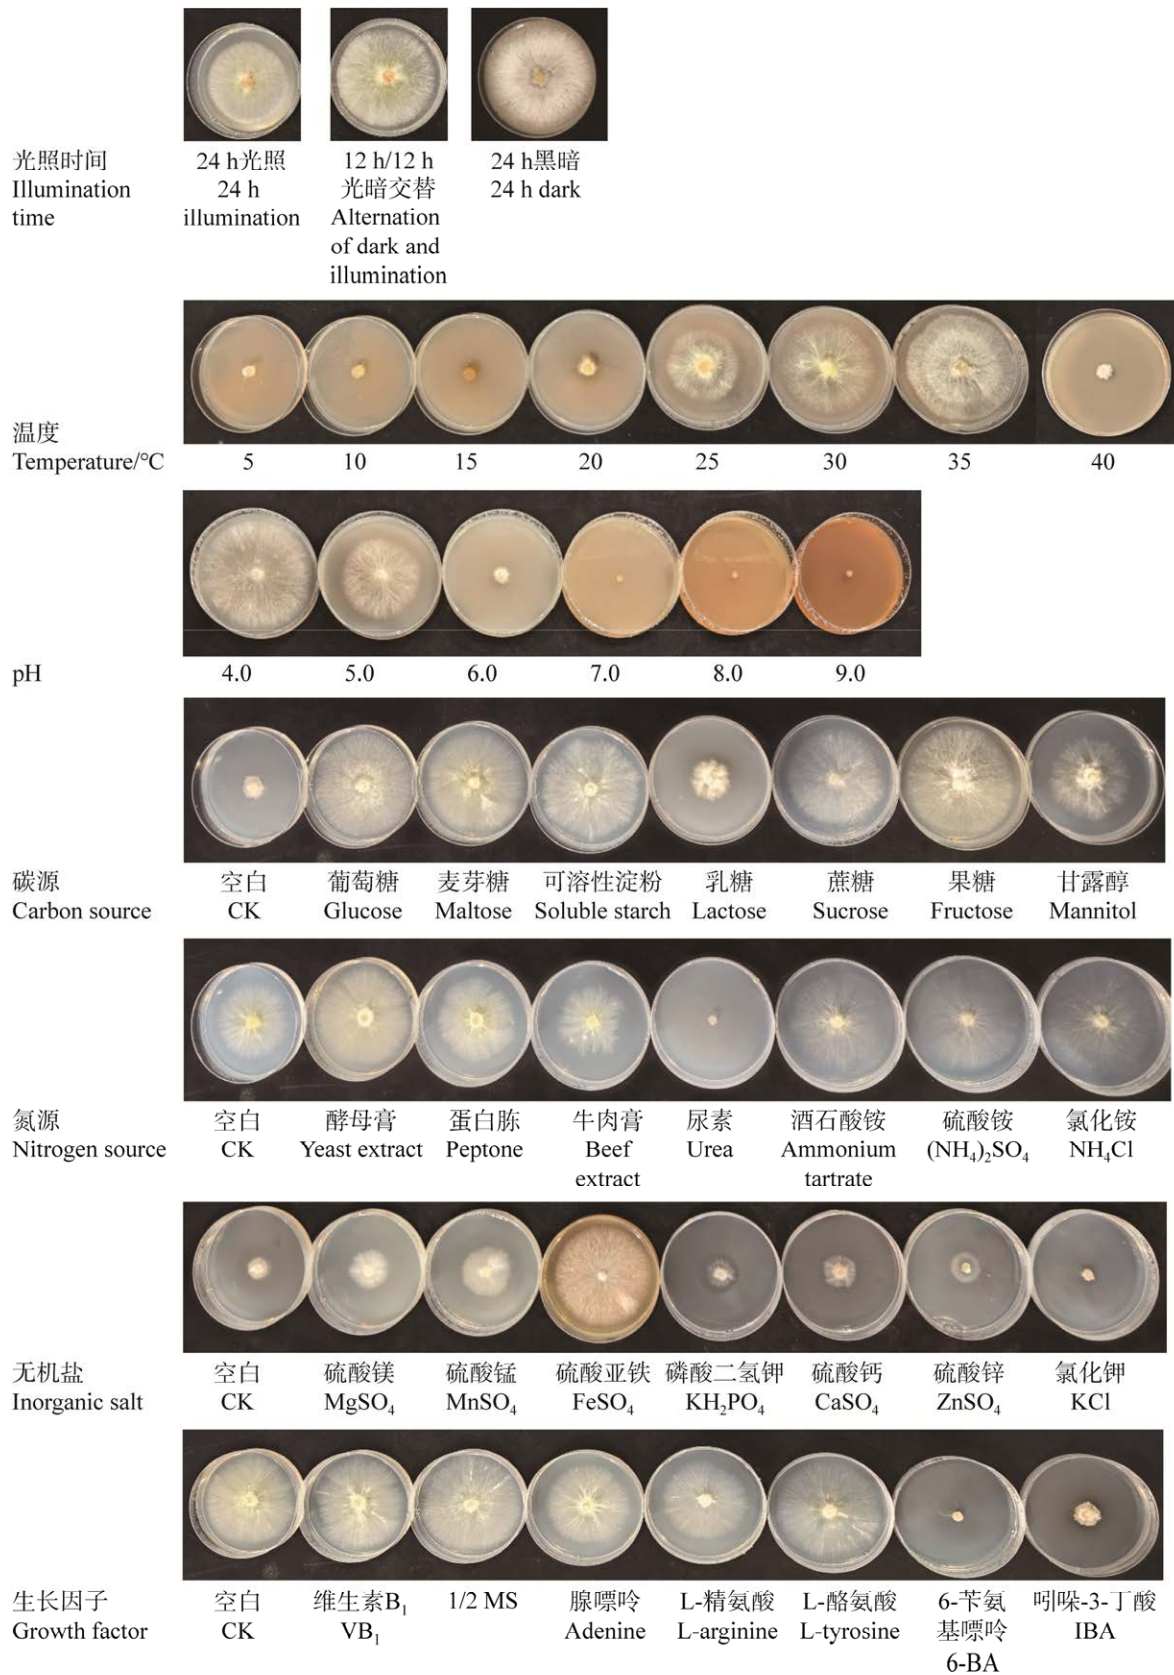 光照时间
Illumination
time
24 h光照
24 h
illumination
12 h/12 h
光暗交替
Alternation
of dark and
illumination
24 h黑暗
24 h dark
温度
Temperature/°C
5 10 15 20 25 30 35 40
pH
4.0 5.0 6.0 7.0 8.0 9.0
碳源 空白 葡萄糖 麦芽糖 可溶性淀粉 乳糖 蔗糖 果糖 甘露醇
Carbon source CK Glucose Maltose Soluble starch Lactose Sucrose Fructose Mannitol
氮源 空白 酵母膏 蛋白胨 牛肉膏 尿素 酒石酸铵 硫酸铵 氯化铵
Nitrogen source CK Yeast extract Peptone Beef Urea Ammonium (NH₄)₂SO₄ NH₄Cl
extract tartrate
无机盐 空白 硫酸镁 硫酸锰 硫酸亚铁 磷酸二氢钾 硫酸钙 硫酸锌 氯化钾
Inorganic salt CK MgSO₄ MnSO₄ FeSO₄ KH₂PO₄ CaSO₄ ZnSO₄ KCl
生长因子 空白 维生素B₁ 1/2 MS 腺嘌呤 L-精氨酸 L-酪氨酸 6-苄氨 吲哚-3-丁酸
Growth factor CK VB₁ Adenine L-arginine L-tyrosine 基嘌呤 IBA
6-BA